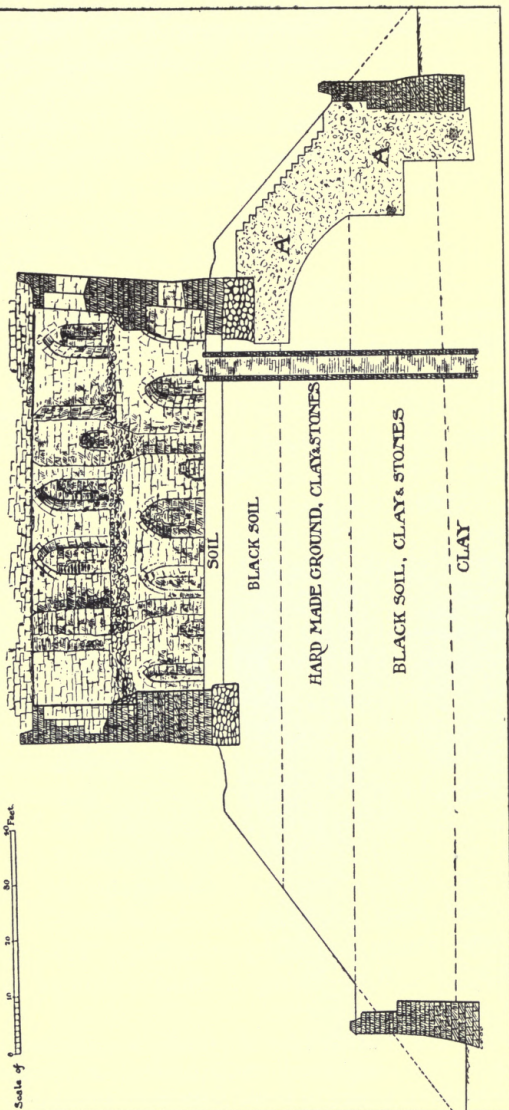 Scale of 0 10 20 30 40 Feet.
A
A
SOIL
BLACK SOIL
HARD MADE GROUND, CLAY & STONES
BLACK SOIL, CLAY & STONES
CLAY